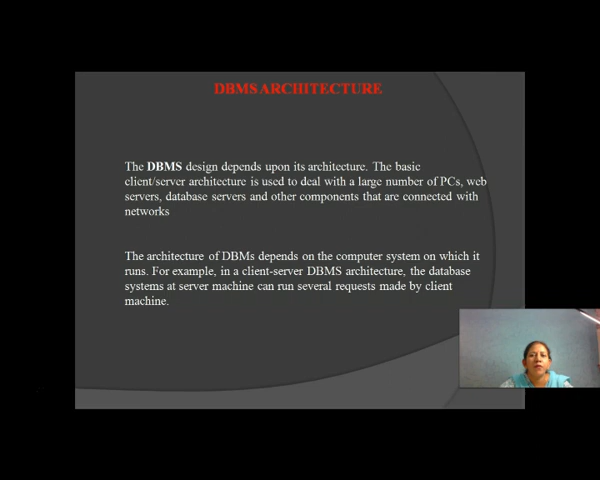 DBMS ARCHITECTURE
The DBMS design depends upon its architecture. The basic
client/server architecture is used to deal with a large number of PCs, web
servers, database servers and other components that are connected with
networks
The architecture of DBMs depends on the computer system on which it
runs. For example, in a client-server DBMS architecture, the database
systems at server machine can run several requests made by client
machine.